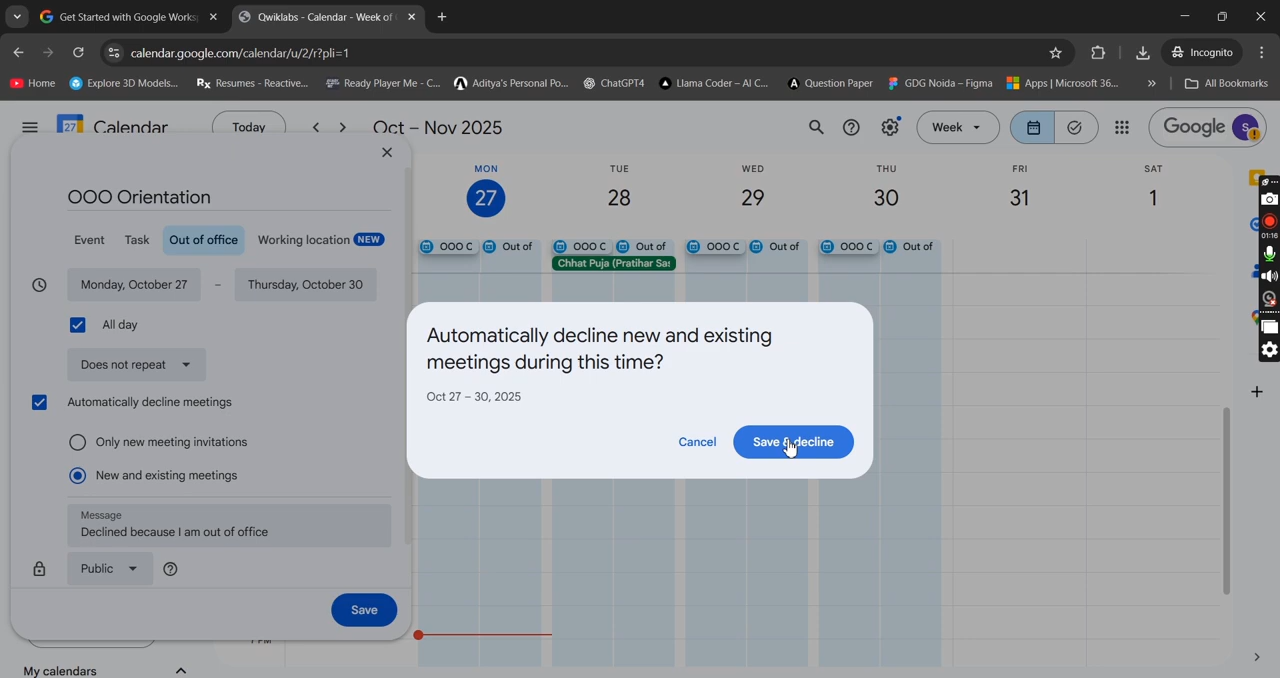 Get Started with Google Works
Qwiklabs - Calendar - Week of
calendar.google.com/calendar/u/2/r?pli=1
Incognito
Home
Explore 3D Models...
Rx Resumes - Reactive...
Ready Player Me - C...
Aditya's Personal Po...
ChatGPT4
Llama Coder – AI C...
Question Paper
GDG Noida – Figma
Apps | Microsoft 36...
»
All Bookmarks
27
Calendar
Today
Oct – Nov 2025
Week
Google
S
OOO Orientation
Event
Task
Out of office
Working location
NEW
Monday, October 27
–
Thursday, October 30
All day
Does not repeat
Automatically decline meetings
Only new meeting invitations
New and existing meetings
Message
Declined because I am out of office
Public
Save
My calendars
MON
TUE
WED
THU
FRI
SAT
27
28
29
30
31
1
OOO C
Out of
OOO C
Out of
OOO C
Out of
OOO C
Out of
Chhat Puja (Pratihar Sas
Automatically decline new and existing
meetings during this time?
Oct 27 – 30, 2025
Cancel
Save & decline
01:16